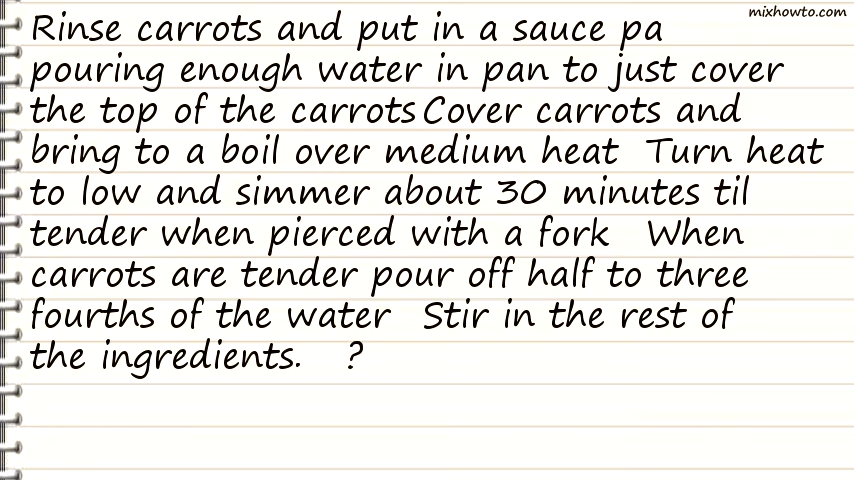 mixhowto.com
Rinse carrots and put in a sauce pa
pouring enough water in pan to just cover
the top of the carrots Cover carrots and
bring to a boil over medium heat Turn heat
to low and simmer about 30 minutes til
tender when pierced with a fork When
carrots are tender pour off half to three
fourths of the water Stir in the rest of
the ingredients. ?